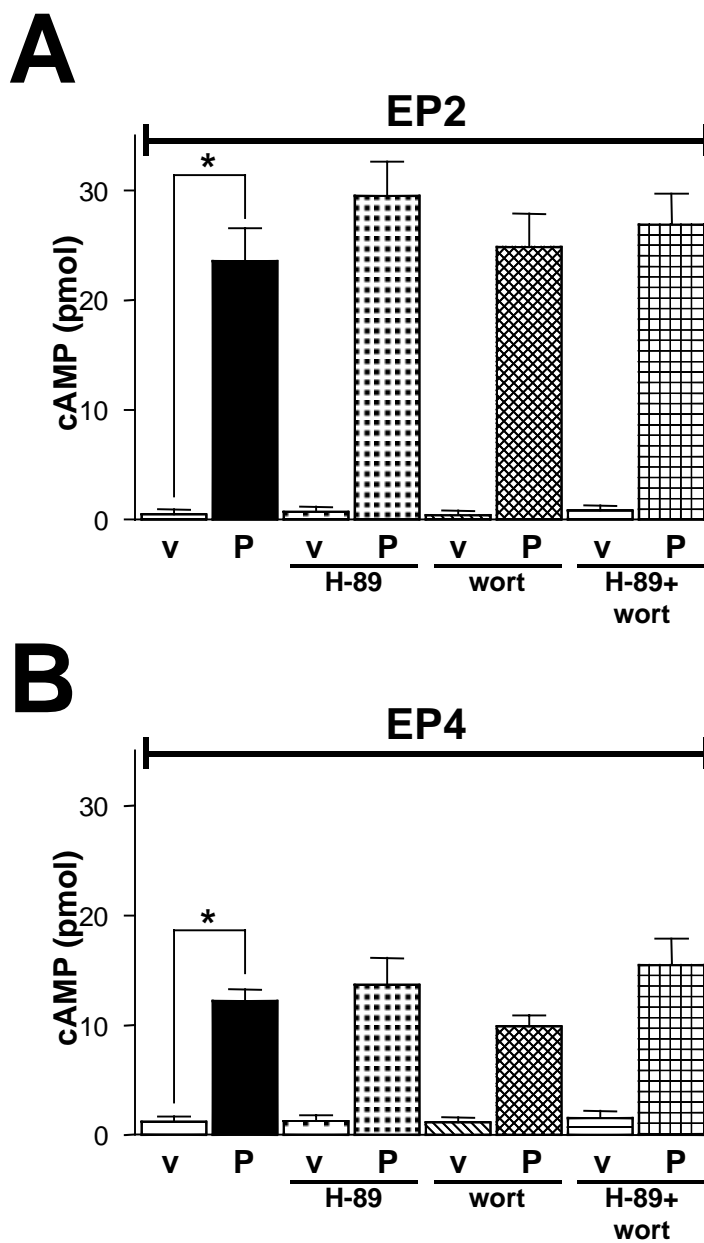 A
EP2
*
cAMP (pmol)
30
20
10
0
v P v P v P v P
H-89 wort H-89+
wort
B
EP4
*
cAMP (pmol)
30
20
10
0
v P v P v P v P
H-89 wort H-89+
wort